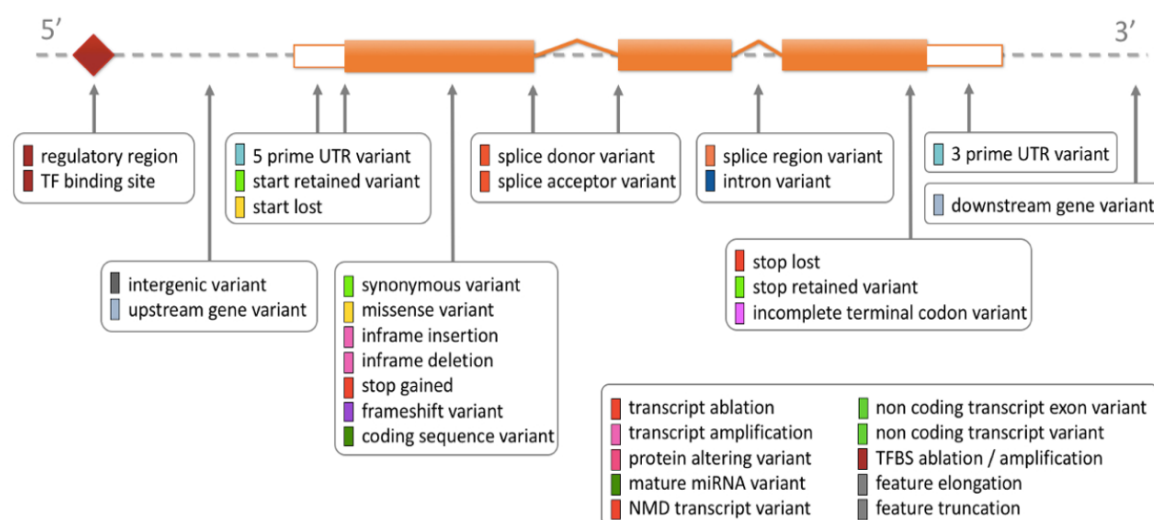 5’
3’
regulatory region
TF binding site
5 prime UTR variant
start retained variant
start lost
splice donor variant
splice acceptor variant
splice region variant
intron variant
3 prime UTR variant
downstream gene variant
intergenic variant
upstream gene variant
synonymous variant
missense variant
inframe insertion
inframe deletion
stop gained
frameshift variant
coding sequence variant
stop lost
stop retained variant
incomplete terminal codon variant
transcript ablation
transcript amplification
protein altering variant
mature miRNA variant
NMD transcript variant
non coding transcript exon variant
non coding transcript variant
TFBS ablation / amplification
feature elongation
feature truncation